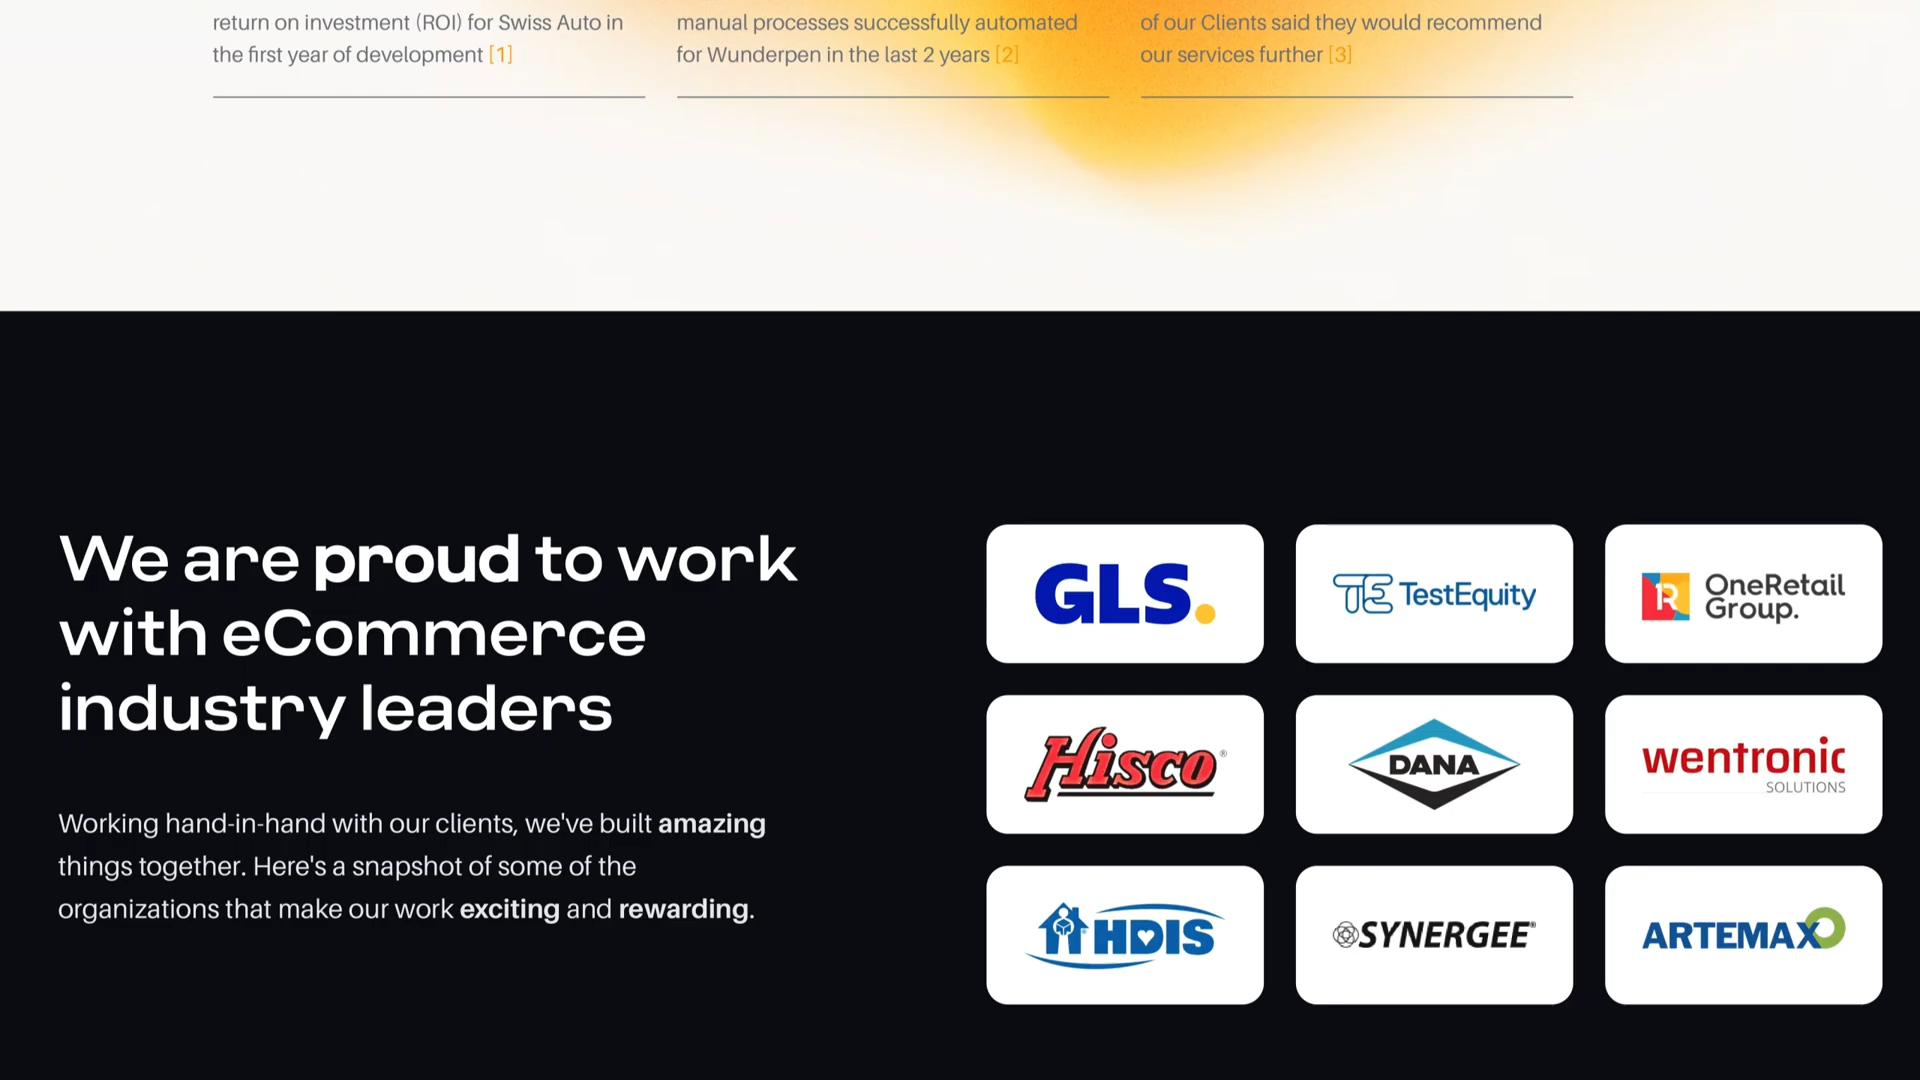 return on investment (ROI) for Swiss Auto in
the first year of development [1]
manual processes successfully automated
for Wunderpen in the last 2 years [2]
of our Clients said they would recommend
our services further [3]
We are proud to work
with eCommerce
industry leaders
Working hand-in-hand with our clients, we've built amazing
things together. Here's a snapshot of some of the
organizations that make our work exciting and rewarding.
GLS.
TE TestEquity
1R OneRetail
Group.
Hisco®
DANA
wentronic
SOLUTIONS
HDIS
SYNERGEE®
ARTEMAX